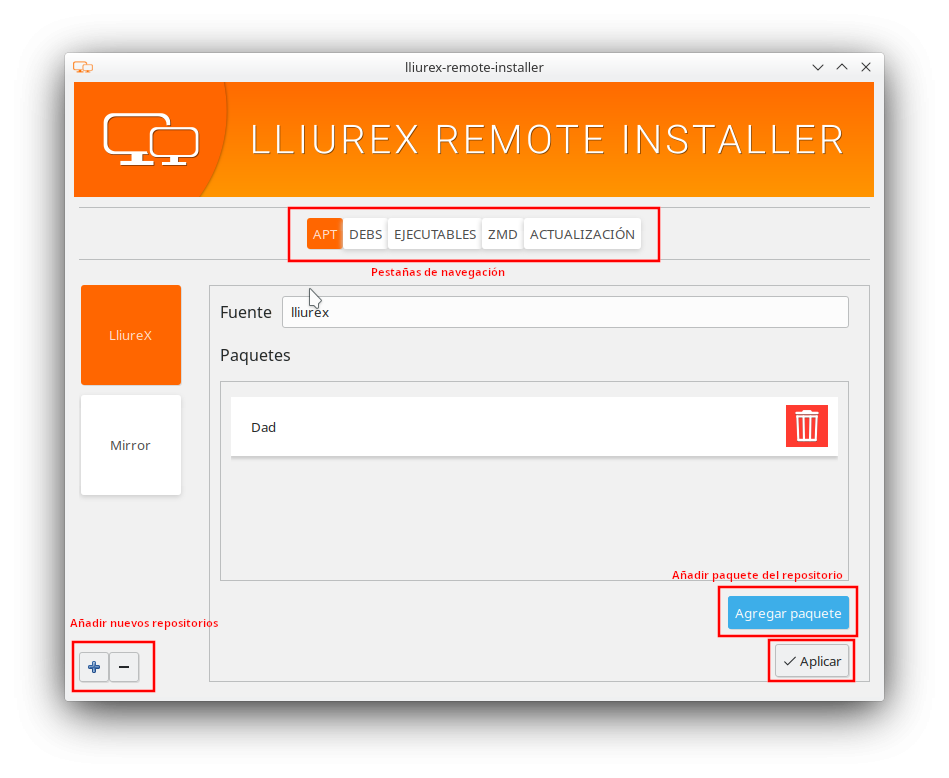 lliurex-remote-installer
LLIUREX REMOTE INSTALLER
APT DEBS EJECUTABLES ZMD ACTUALIZACIÓN
Pestañas de navegación
LliureX
Mirror
Fuente lliurex
Paquetes
Dad
Añadir paquete del repositorio
Agregar paquete
Añadir nuevos repositorios
Aplicar